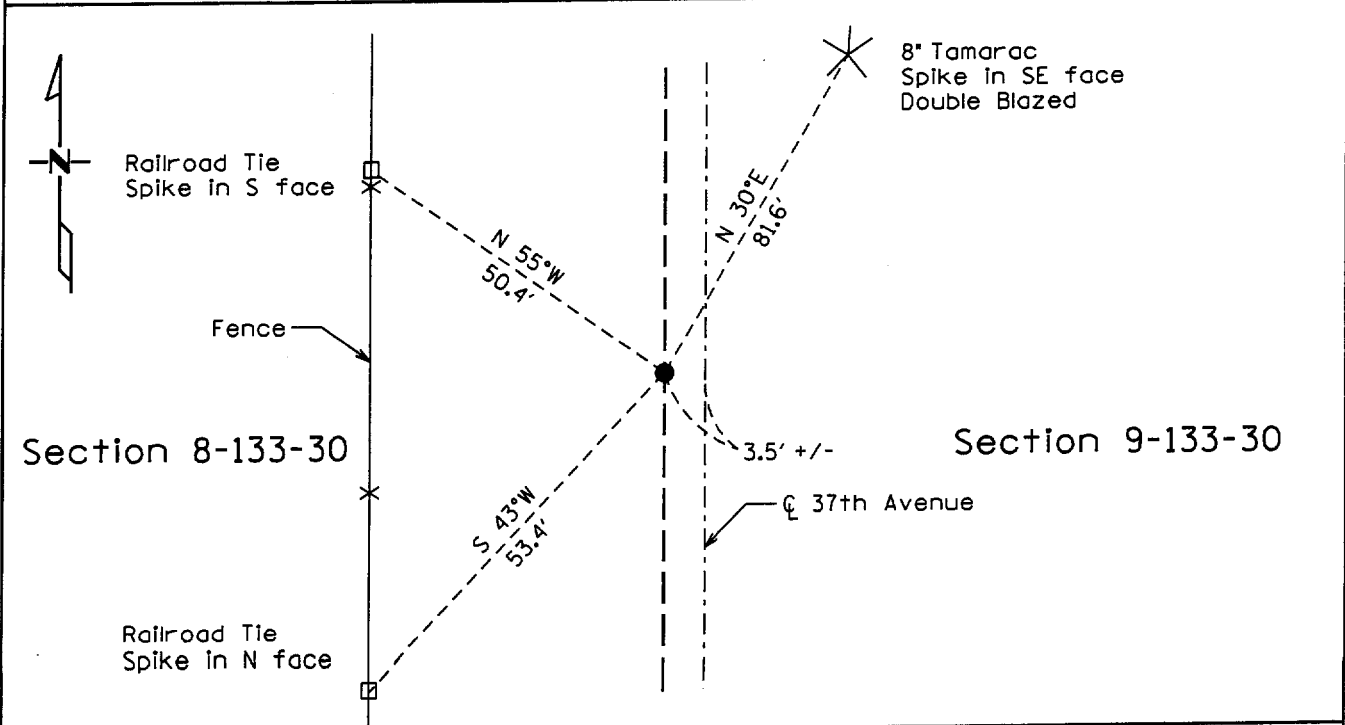 8" Tamarac
Spike in SE face
Double Blazed
N
Railroad Tie
Spike in S face
N 30°E
81.6'
N 55°W
50.4'
Fence
Section 8-133-30
Section 9-133-30
3.5' +/-
℄ 37th Avenue
S 43°W
53.4'
Railroad Tie
Spike in N face